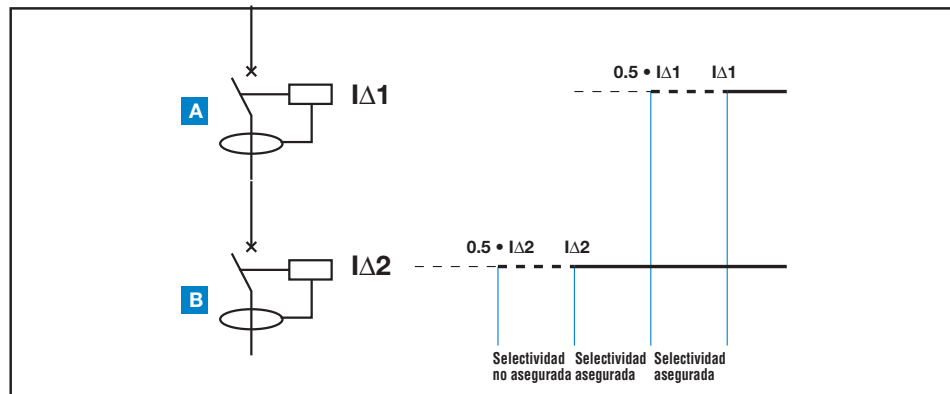 A
IΔ1
0.5 • IΔ1 IΔ1
B
IΔ2
0.5 • IΔ2 IΔ2
Selectividad no asegurada
Selectividad asegurada
Selectividad asegurada